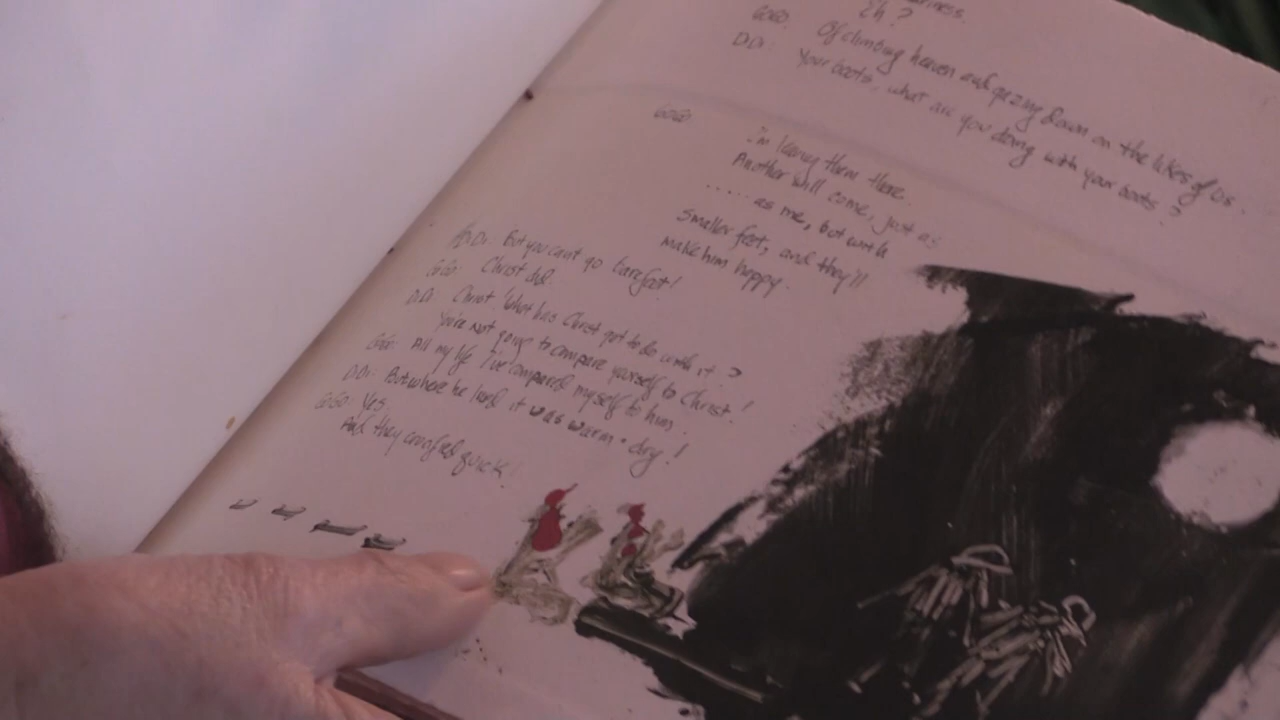 Eh?
GOGO: Of climbing heaven and gazing down on the likes of us.
DiDi: Your boots, what are you doing with your boots?
GOGO I'm leaving them there.
Another will come, just as
..... as me, but with
smaller feet, and they'll
make him happy.
DiDi: But you can't go barefoot!
GoGo: Christ did.
DiDi: Christ! What has Christ got to do with it?
You're not going to compare yourself to Christ!
GoGo: All my life I've compared myself to him.
DiDi: But where he lived it was warm + dry!
GoGo: Yes.
And they crucified quick!